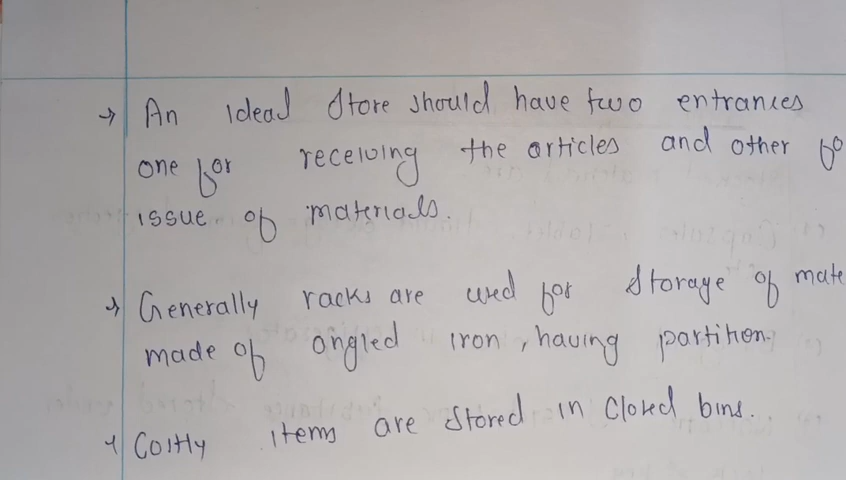 → An ideal store should have two entrances
one for receiving the articles and other fo
issue of materials.
→ Generally racks are used for storage of mate
made of angled iron, having partition.
→ Costly items are stored in closed bins.